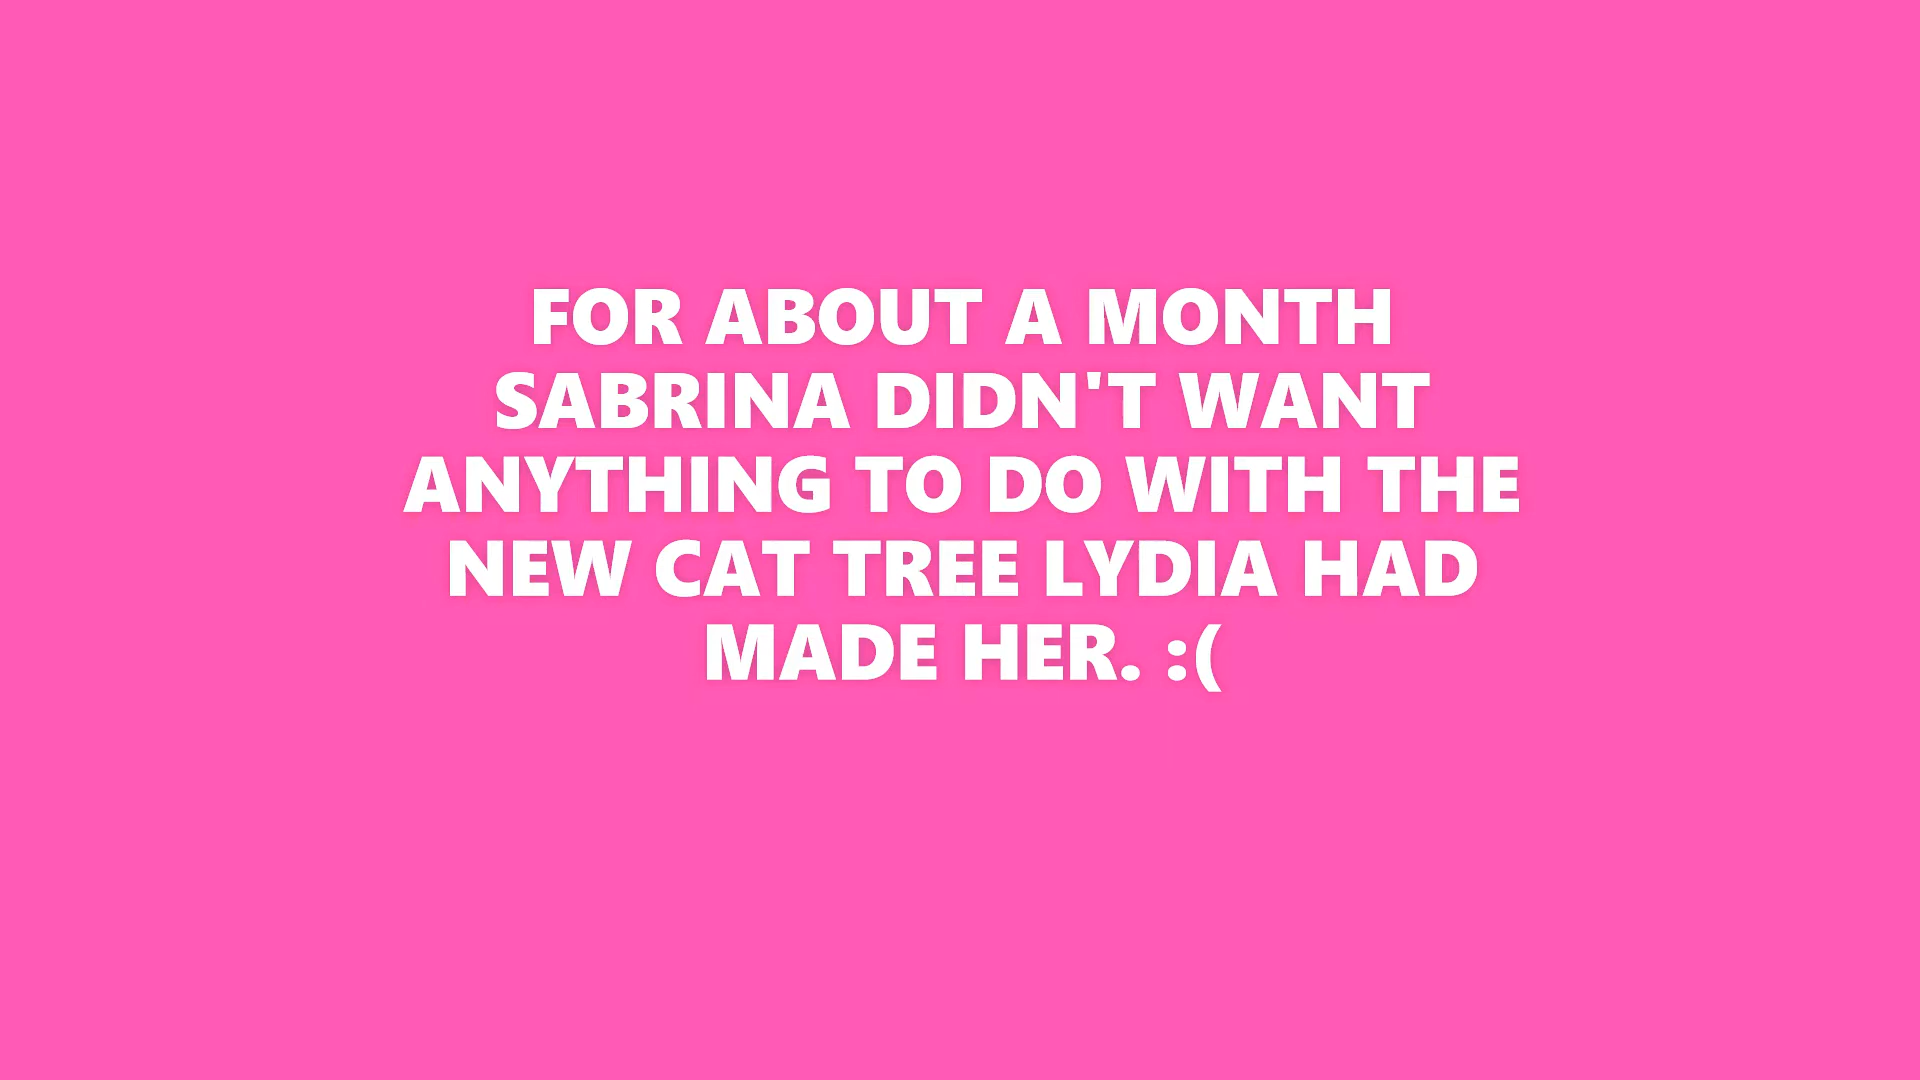 FOR ABOUT A MONTH
SABRINA DIDN'T WANT
ANYTHING TO DO WITH THE
NEW CAT TREE LYDIA HAD
MADE HER. :(